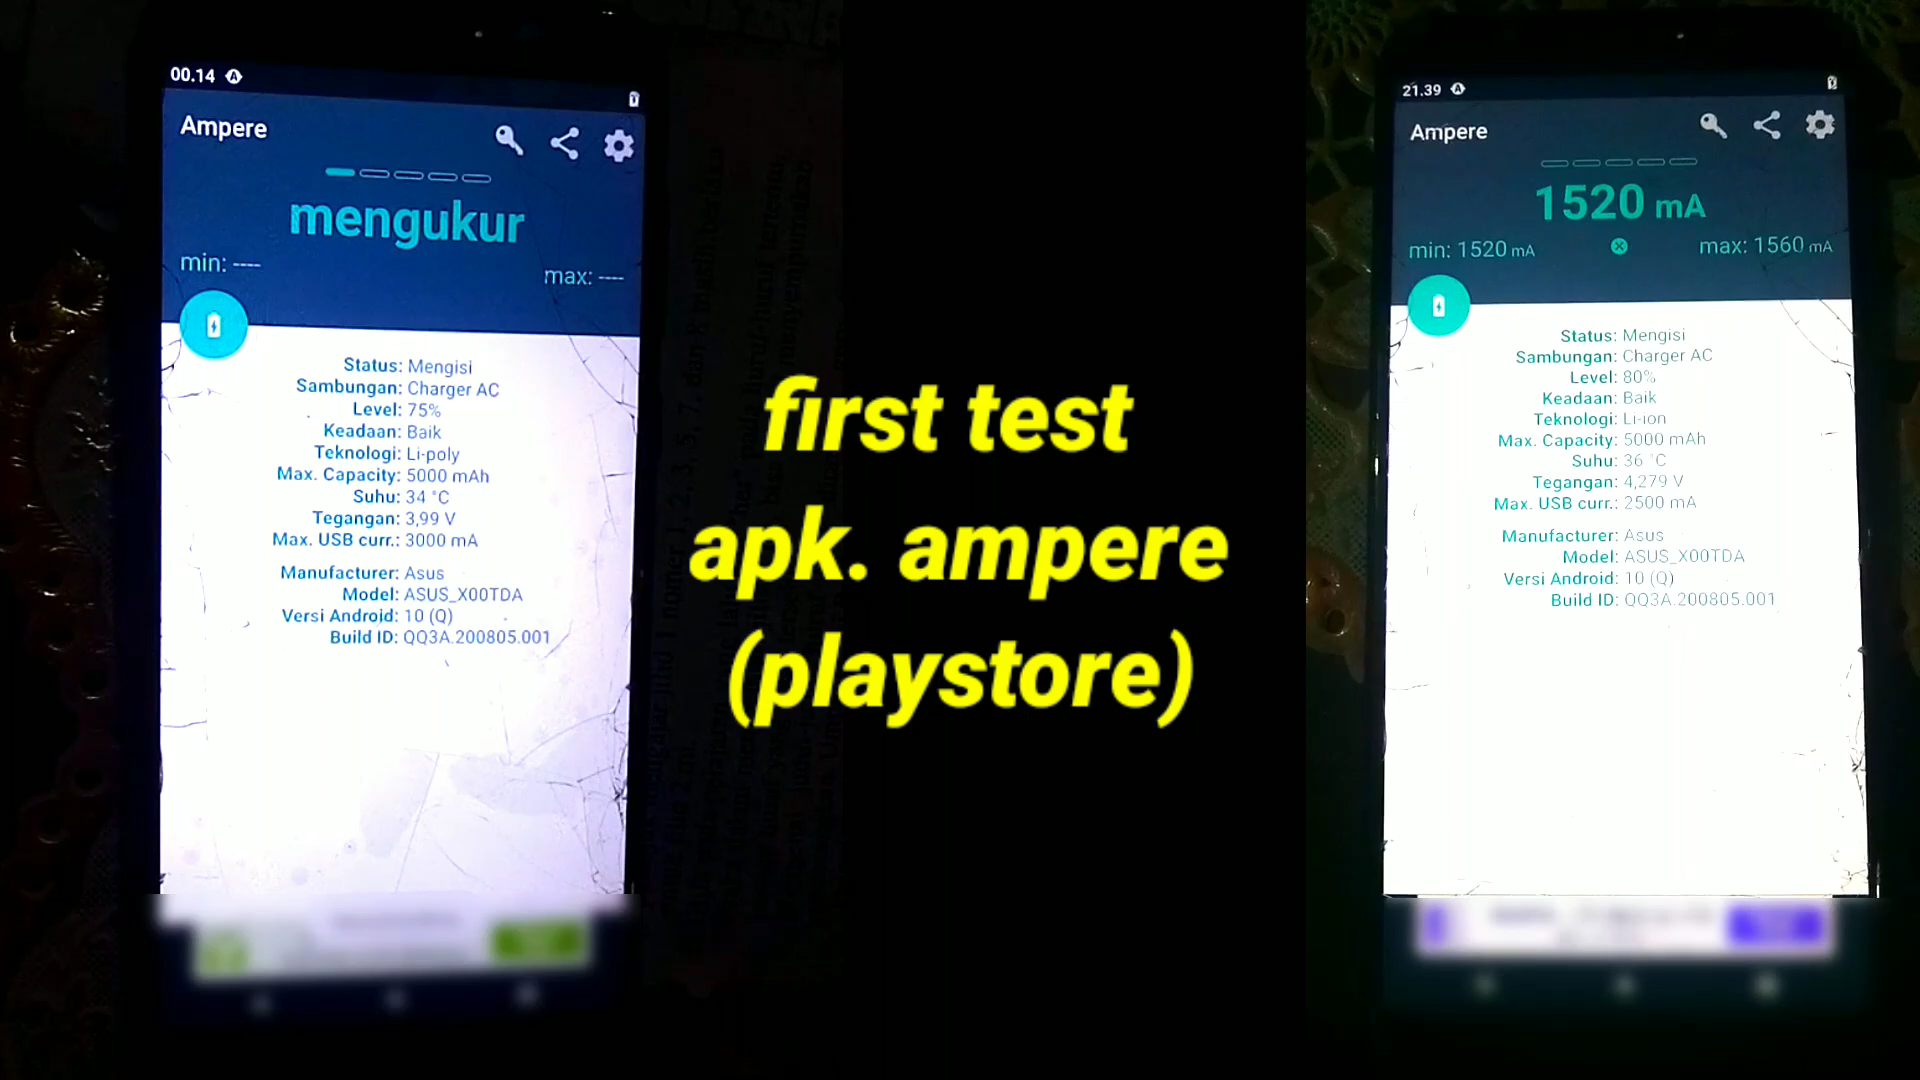 00.14
Ampere
mengukur
min: ----
max: ----
Status: Mengisi
Sambungan: Charger AC
Level: 75%
Keadaan: Baik
Teknologi: Li-poly
Max. Capacity: 5000 mAh
Suhu: 34 °C
Tegangan: 3,99 V
Max. USB curr.: 3000 mA
Manufacturer: Asus
Model: ASUS_X00TDA
Versi Android: 10 (Q)
Build ID: QQ3A.200805.001
first test
apk. ampere
(playstore)
21.39
Ampere
1520 mA
min: 1520 mA
max: 1560 mA
Status: Mengisi
Sambungan: Charger AC
Level: 80%
Keadaan: Baik
Teknologi: Li-ion
Max. Capacity: 5000 mAh
Suhu: 36 °C
Tegangan: 4,279 V
Max. USB curr.: 2500 mA
Manufacturer: Asus
Model: ASUS_X00TDA
Versi Android: 10 (Q)
Build ID: QQ3A.200805.001